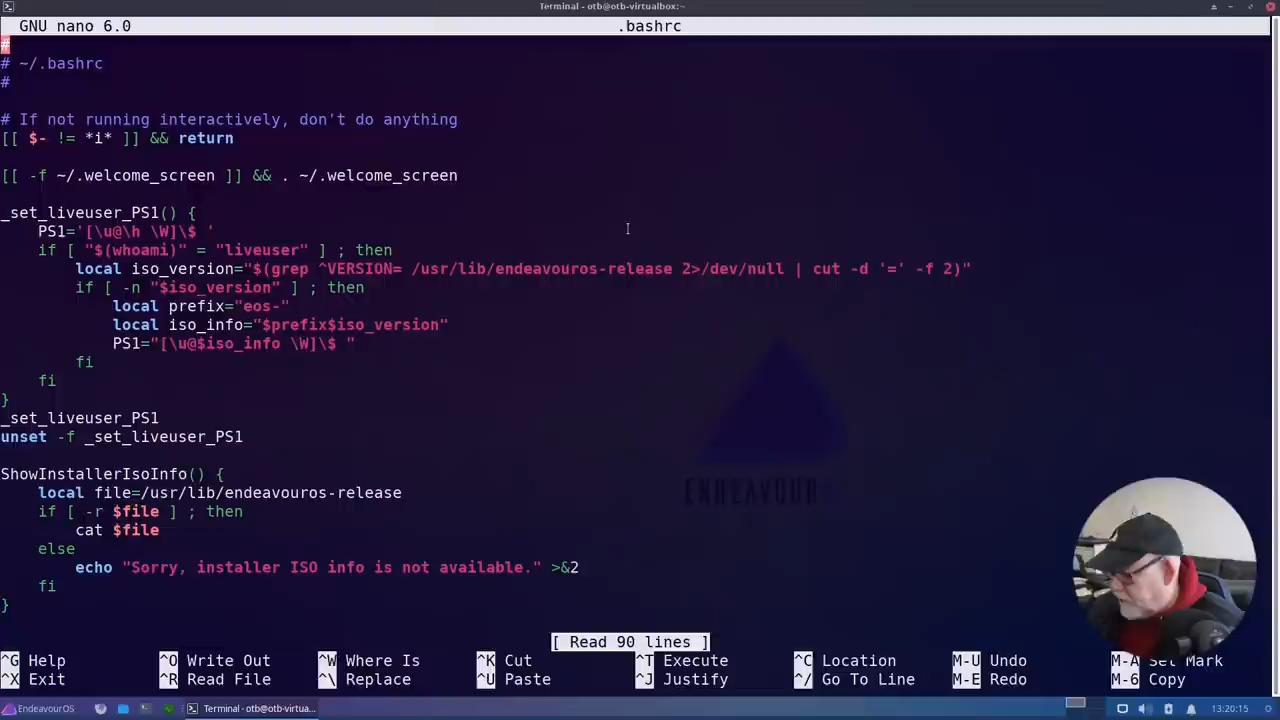 Terminal - otb@otb-virtualbox:~
GNU nano 6.0 .bashrc
#
# ~/.bashrc
#
# If not running interactively, don't do anything
[[ $- != *i* ]] && return
[[ -f ~/.welcome_screen ]] && . ~/.welcome_screen
_set_liveuser_PS1() {
    PS1='[\u@\h \W]\$ '
    if [ "$(whoami)" = "liveuser" ] ; then
        local iso_version="$(grep ^VERSION= /usr/lib/endeavouros-release 2>/dev/null | cut -d '=' -f 2)"
        if [ -n "$iso_version" ] ; then
            local prefix="eos-"
            local iso_info="$prefix$iso_version"
            PS1="[\u@$iso_info \W]\$ "
        fi
    fi
}
_set_liveuser_PS1
unset -f _set_liveuser_PS1
ShowInstallerIsoInfo() {
    local file=/usr/lib/endeavouros-release
    if [ -r $file ] ; then
        cat $file
    else
        echo "Sorry, installer ISO info is not available." >&2
    fi
}
ENDEAVOUR
[ Read 90 lines ]
^G Help ^O Write Out ^W Where Is ^K Cut ^T Execute ^C Location M-U Undo M-A Set Mark
^X Exit ^R Read File ^\ Replace ^U Paste ^J Justify ^/ Go To Line M-E Redo M-6 Copy
EndeavourOS Terminal - otb@otb-virtua... 13:20:15